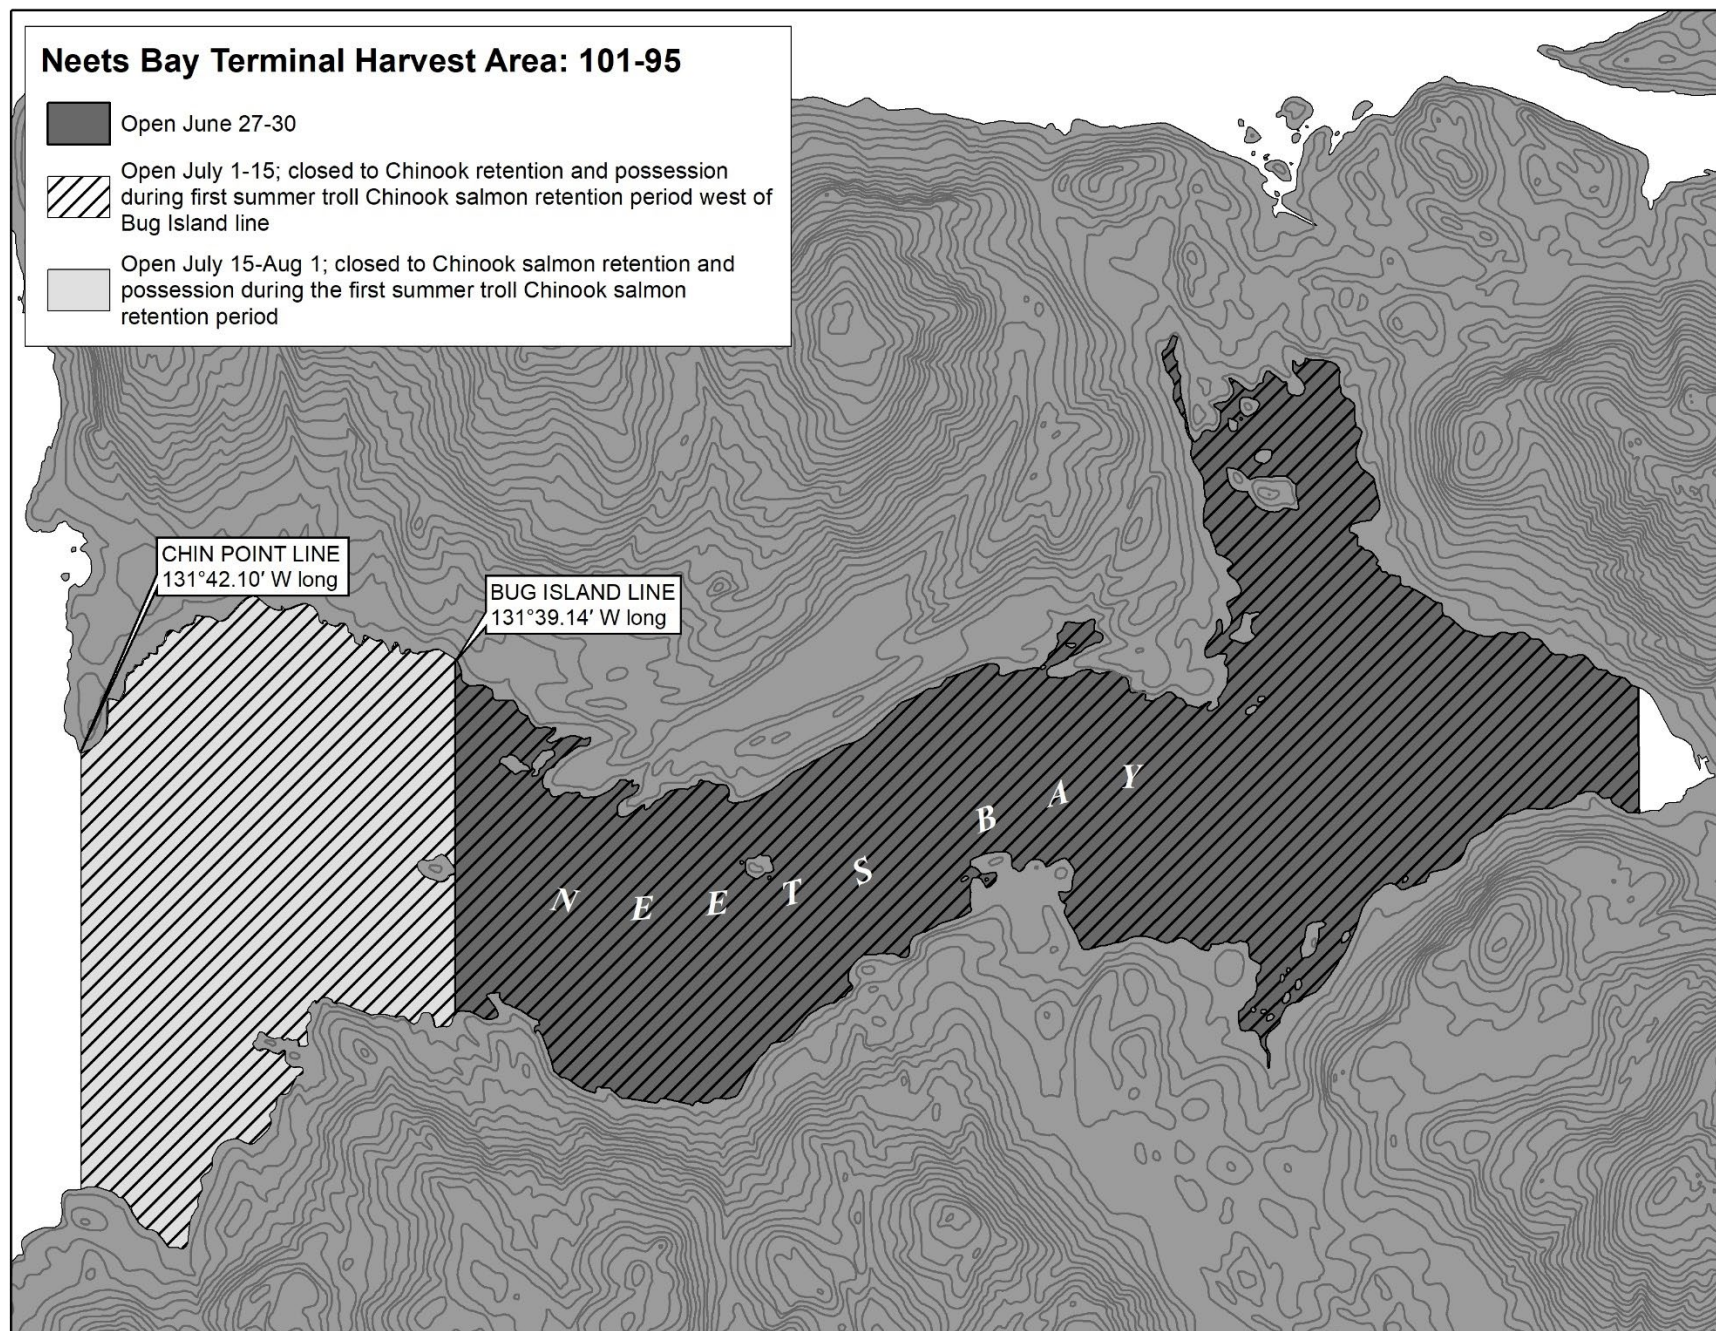 Neets Bay Terminal Harvest Area: 101-95
Open June 27-30
Open July 1-15; closed to Chinook retention and possession
during first summer troll Chinook salmon retention period west of
Bug Island line
Open July 15-Aug 1; closed to Chinook salmon retention and
possession during the first summer troll Chinook salmon
retention period
CHIN POINT LINE
131°42.10′ W long
BUG ISLAND LINE
131°39.14′ W long
NEETS BAY